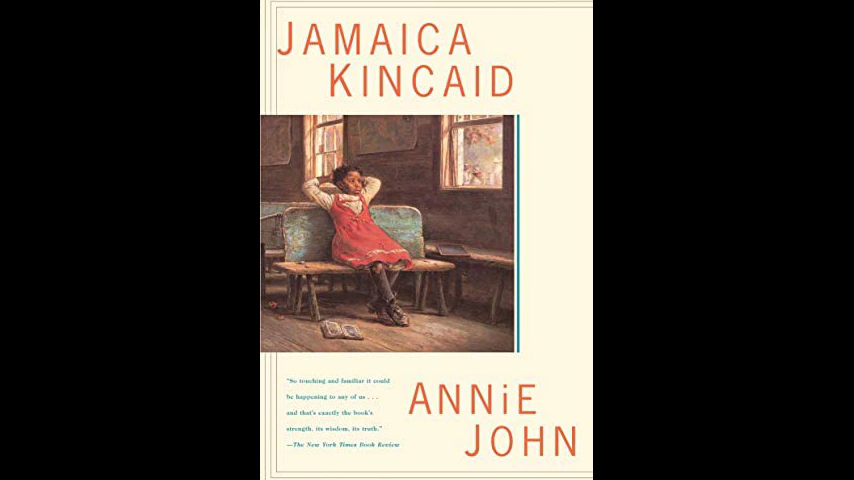 JAMAICA
KINCAID
"So touching and familiar it could
be happening to any of us . . .
and that's exactly the book's
strength, its wisdom, its truth."
—The New York Times Book Review
ANNiE
JOHN